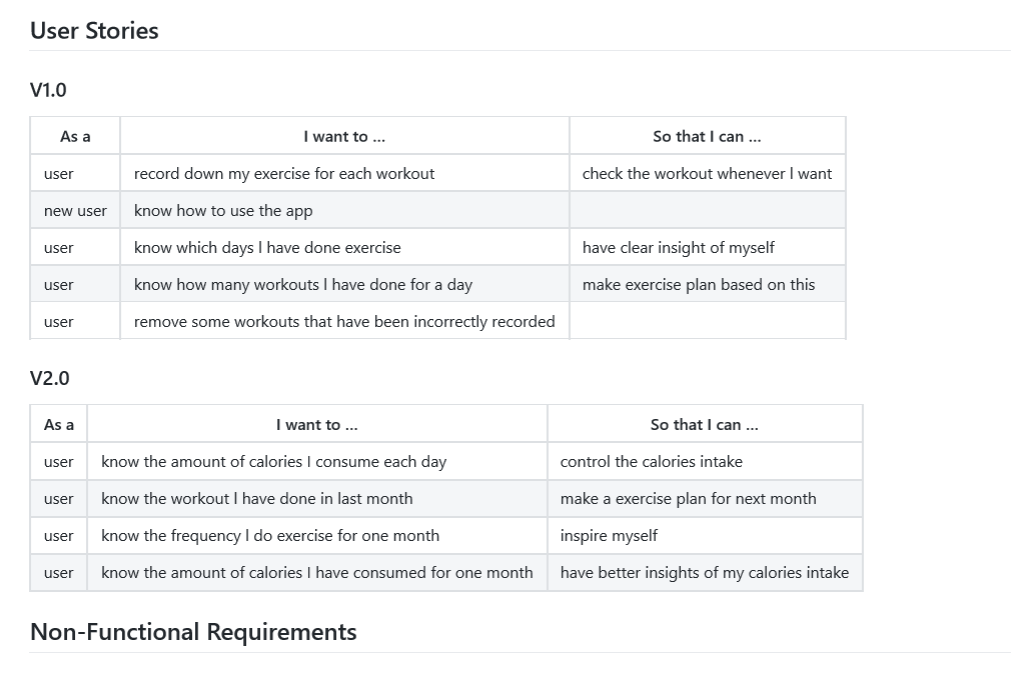 User Stories
V1.0
As a I want to ... So that I can ...
user record down my exercise for each workout check the workout whenever I want
new user know how to use the app
user know which days I have done exercise have clear insight of myself
user know how many workouts I have done for a day make exercise plan based on this
user remove some workouts that have been incorrectly recorded
V2.0
As a I want to ... So that I can ...
user know the amount of calories I consume each day control the calories intake
user know the workout I have done in last month make a exercise plan for next month
user know the frequency I do exercise for one month inspire myself
user know the amount of calories I have consumed for one month have better insights of my calories intake
Non-Functional Requirements